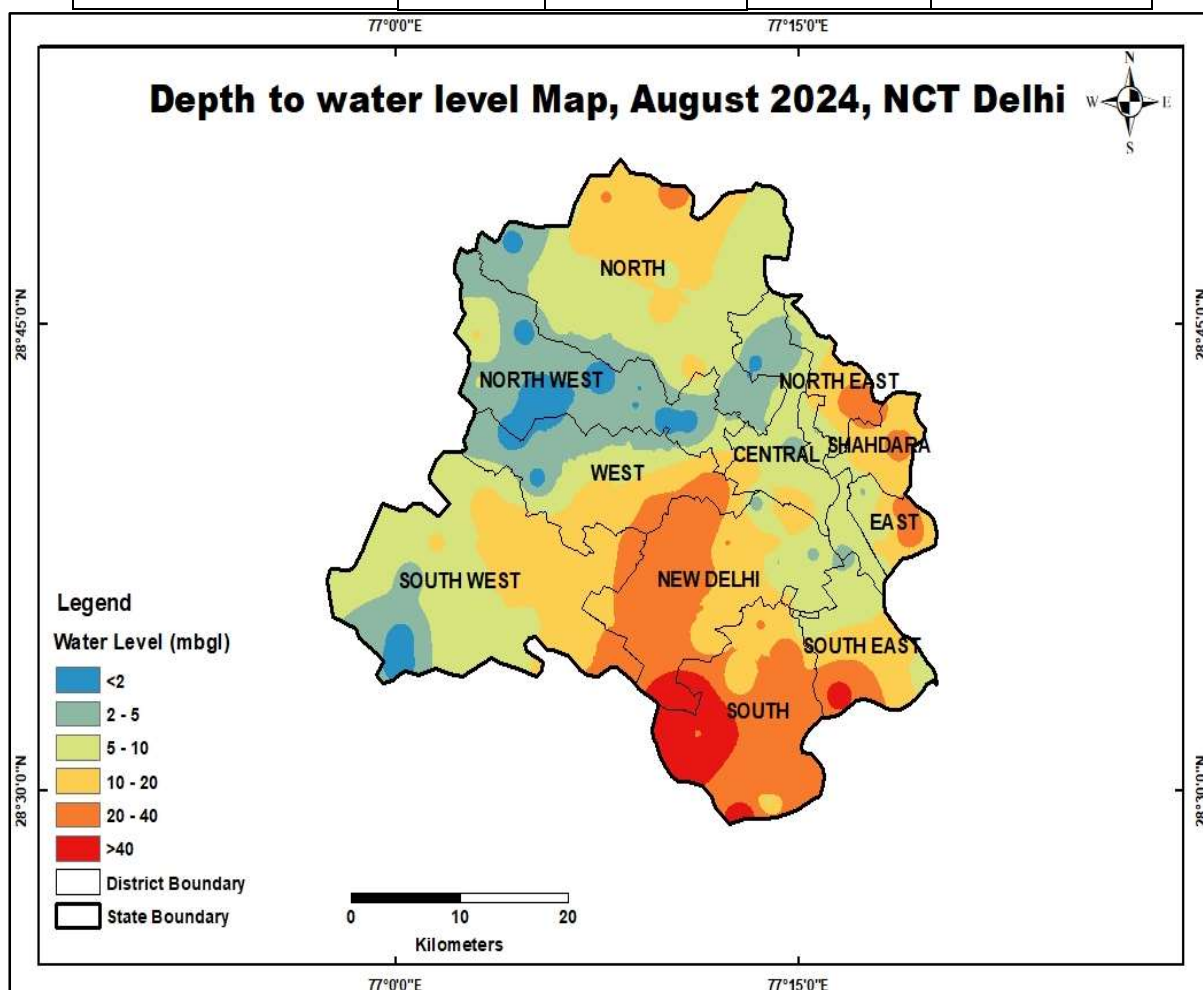 77°0'0"E
77°15'0"E
Depth to water level Map, August 2024, NCT Delhi
N
W
E
S
NORTH
28°45'0"N
28°45'0"N
NORTH WEST
NORTH EAST
SHAHDARA
CENTRAL
WEST
EAST
SOUTH WEST
NEW DELHI
SOUTH EAST
SOUTH
Legend
Water Level (mbgl)
<2
2 - 5
5 - 10
10 - 20
20 - 40
>40
District Boundary
State Boundary
28°30'0"N
28°30'0"N
0
10
20
Kilometers
77°0'0"E
77°15'0"E